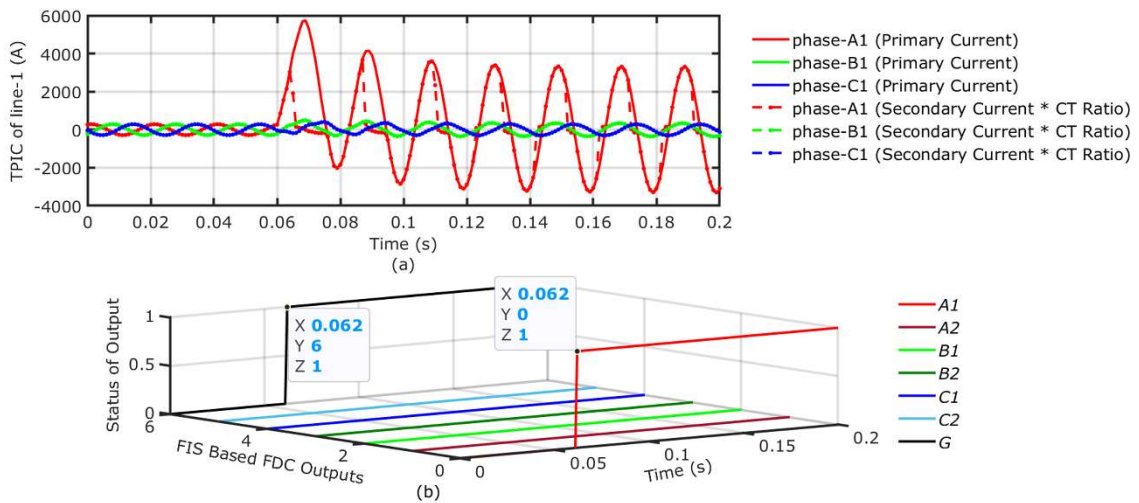 6000
4000
2000
0
-2000
-4000
TPIC of line-1 (A)
0 0.02 0.04 0.06 0.08 0.1 0.12 0.14 0.16 0.18 0.2
Time (s)
(a)
phase-A1 (Primary Current)
phase-B1 (Primary Current)
phase-C1 (Primary Current)
phase-A1 (Secondary Current * CT Ratio)
phase-B1 (Secondary Current * CT Ratio)
phase-C1 (Secondary Current * CT Ratio)
1
0.5
0
Status of Output
X 0.062
Y 6
Z 1
X 0.062
Y 0
Z 1
6
4
2
0
FIS Based FDC Outputs
0
0.05
0.1
0.15
0.2
Time (s)
(b)
A1
A2
B1
B2
C1
C2
G